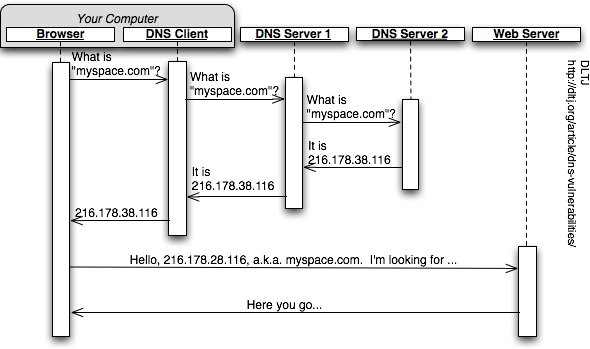 Your Computer
Browser
DNS Client
DNS Server 1
DNS Server 2
Web Server
What is
"myspace.com"?
What is
"myspace.com"?
What is
"myspace.com"?
It is
216.178.38.116
It is
216.178.38.116
216.178.38.116
Hello, 216.178.28.116, a.k.a. myspace.com. I'm looking for ...
Here you go...
DLTJ
http://dltj.org/article/dns-vulnerabilities/